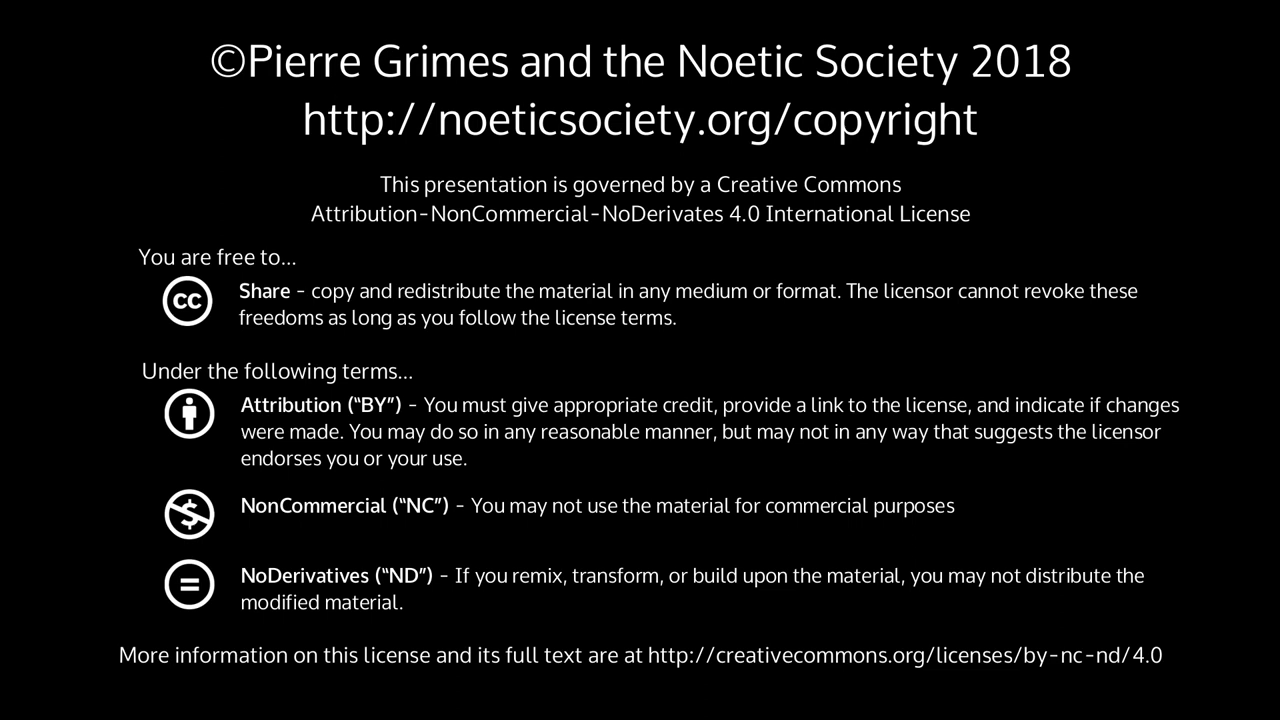 ©Pierre Grimes and the Noetic Society 2018
http://noeticsociety.org/copyright
This presentation is governed by a Creative Commons
Attribution-NonCommercial-NoDerivates 4.0 International License
You are free to...
cc
Share - copy and redistribute the material in any medium or format. The licensor cannot revoke these
freedoms as long as you follow the license terms.
Under the following terms...
Attribution (“BY”) - You must give appropriate credit, provide a link to the license, and indicate if changes
were made. You may do so in any reasonable manner, but may not in any way that suggests the licensor
endorses you or your use.
$
NonCommercial (“NC”) - You may not use the material for commercial purposes
=
NoDerivatives (“ND”) - If you remix, transform, or build upon the material, you may not distribute the
modified material.
More information on this license and its full text are at http://creativecommons.org/licenses/by-nc-nd/4.0